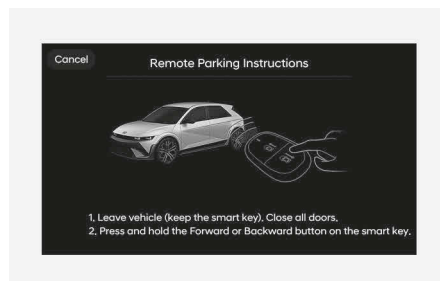 Cancel
Remote Parking Instructions
1. Leave vehicle (keep the smart key). Close all doors.
2. Press and hold the Forward or Backward button on the smart key.